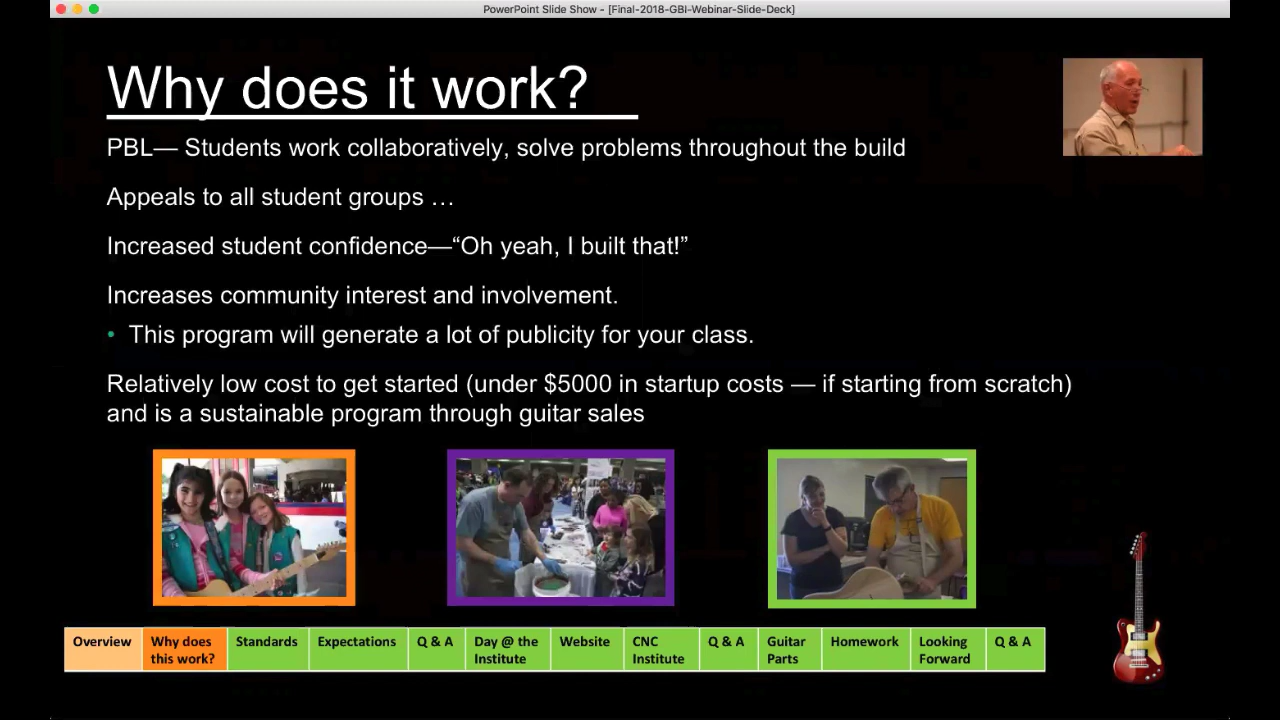 PowerPoint Slide Show - [Final-2018-GBI-Webinar-Slide-Deck]
Why does it work?
PBL— Students work collaboratively, solve problems throughout the build
Appeals to all student groups …
Increased student confidence—“Oh yeah, I built that!”
Increases community interest and involvement.
• This program will generate a lot of publicity for your class.
Relatively low cost to get started (under $5000 in startup costs — if starting from scratch)
and is a sustainable program through guitar sales
Overview
Why does
this work?
Standards
Expectations
Q & A
Day @ the
Institute
Website
CNC
Institute
Q & A
Guitar
Parts
Homework
Looking
Forward
Q & A